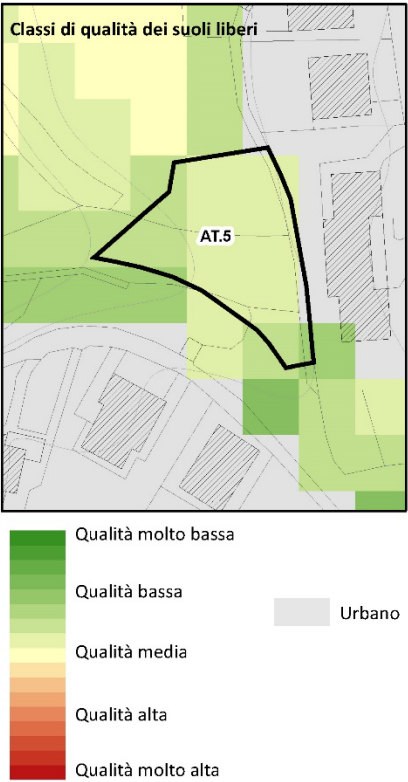 Classi di qualità dei suoli liberi
AT.5
Qualità molto bassa
Qualità bassa
Urbano
Qualità media
Qualità alta
Qualità molto alta